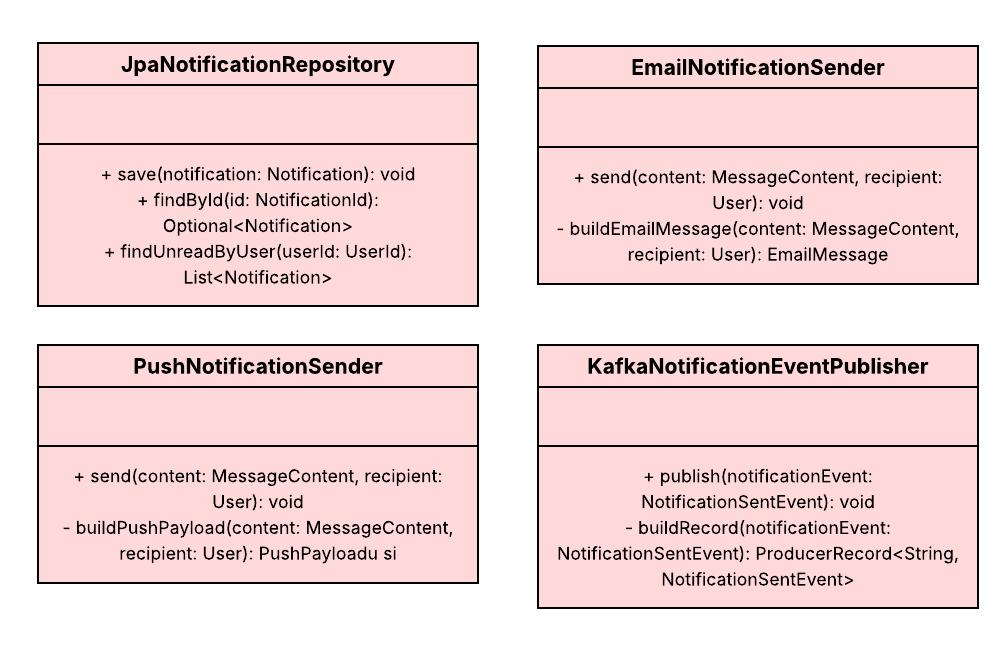 JpaNotificationRepository
+ save(notification: Notification): void
+ findById(id: NotificationId):
Optional<Notification>
+ findUnreadByUser(userId: UserId):
List<Notification>
EmailNotificationSender
+ send(content: MessageContent, recipient:
User): void
- buildEmailMessage(content: MessageContent,
recipient: User): EmailMessage
PushNotificationSender
+ send(content: MessageContent, recipient:
User): void
- buildPushPayload(content: MessageContent,
recipient: User): PushPayloadu si
KafkaNotificationEventPublisher
+ publish(notificationEvent:
NotificationSentEvent): void
- buildRecord(notificationEvent:
NotificationSentEvent): ProducerRecord<String,
NotificationSentEvent>